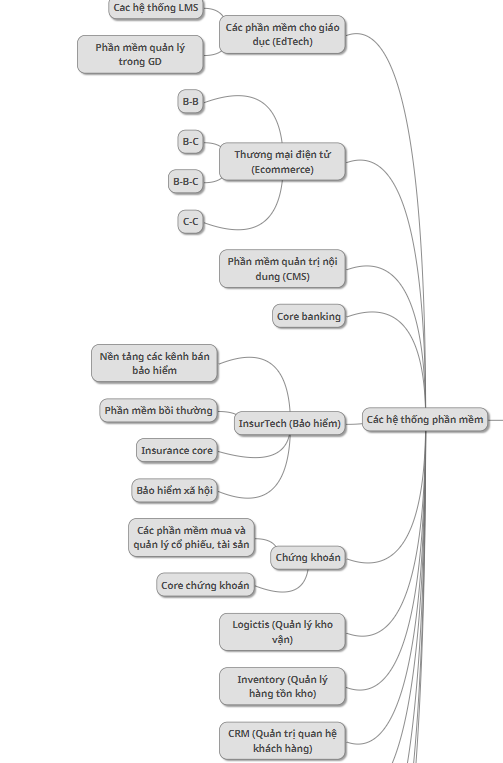 Các hệ thống LMS
Các phần mềm cho giáo
dục (EdTech)
Phần mềm quản lý
trong GD
B-B
B-C
Thương mại điện tử
(Ecommerce)
B-B-C
C-C
Phần mềm quản trị nội
dung (CMS)
Core banking
Nền tảng các kênh bán
bảo hiểm
Phần mềm bồi thường
InsurTech (Bảo hiểm)
Các hệ thống phần mềm
Insurance core
Bảo hiểm xã hội
Các phần mềm mua và
quản lý cổ phiếu, tài sản
Chứng khoán
Core chứng khoán
Logictis (Quản lý kho
vận)
Inventory (Quản lý
hàng tồn kho)
CRM (Quản trị quan hệ
khách hàng)